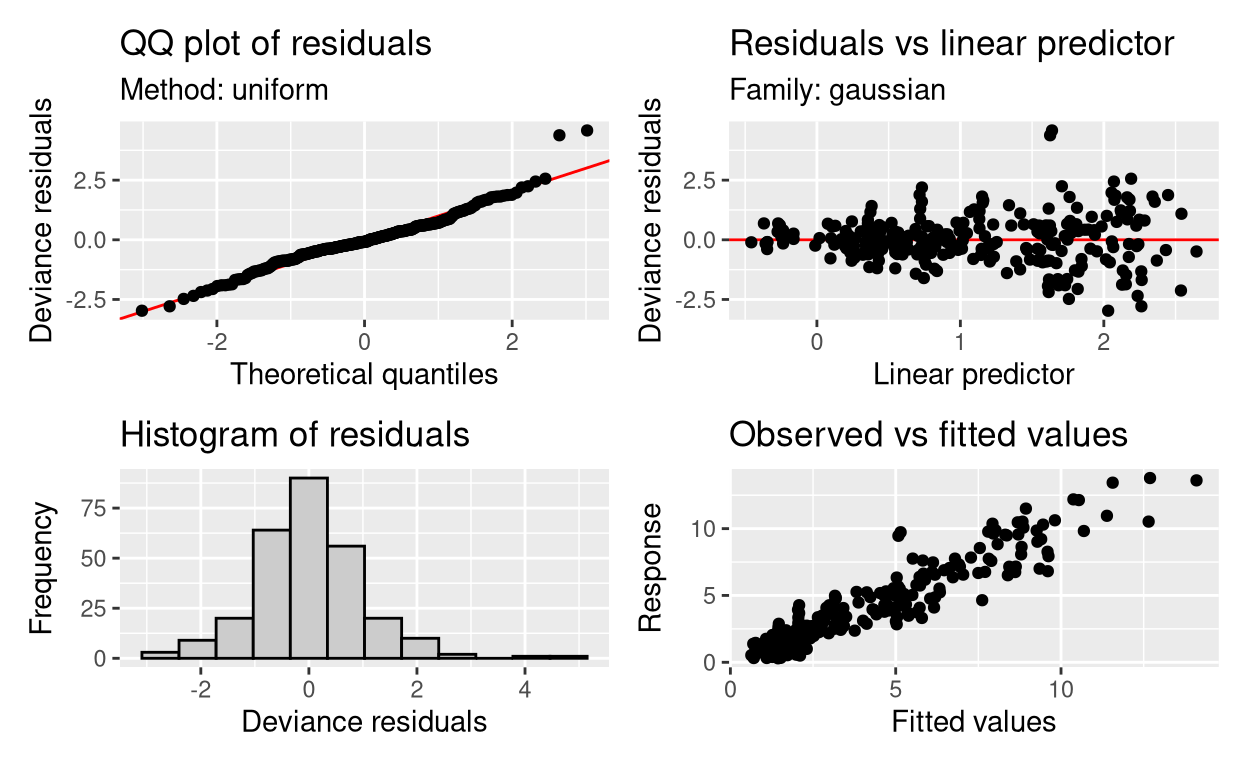 QQ plot of residuals
Method: uniform
Deviance residuals
2.5
0.0
-2.5
-2
0
2
Theoretical quantiles
Residuals vs linear predictor
Family: gaussian
Deviance residuals
2.5
0.0
-2.5
0
1
2
Linear predictor
Histogram of residuals
Frequency
75
50
25
0
-2
0
2
4
Deviance residuals
Observed vs fitted values
Response
10
5
0
0
5
10
Fitted values